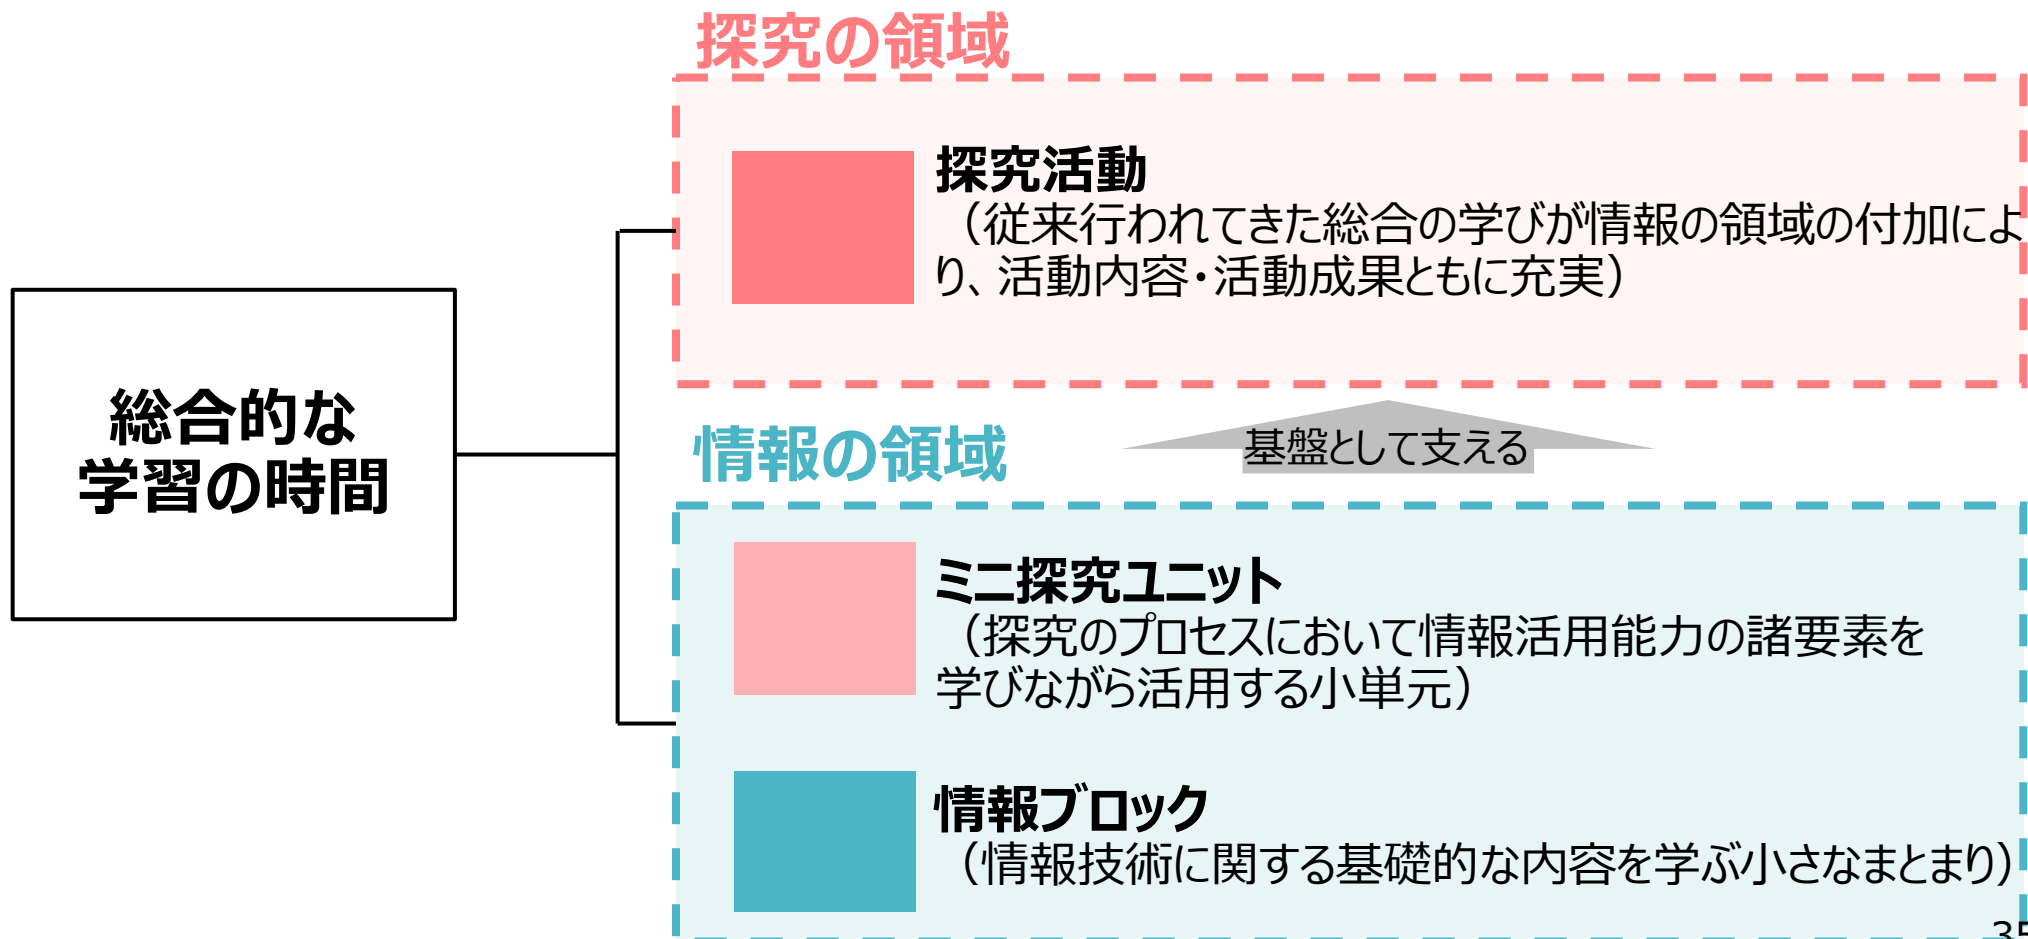 探究の領域
探究活動
（従来行われてきた総合の学びが情報の領域の付加によ
り、活動内容・活動成果ともに充実）
総合的な
学習の時間
情報の領域
基盤として支える
ミニ探究ユニット
（探究のプロセスにおいて情報活用能力の諸要素を
学びながら活用する小単元）
情報ブロック
（情報技術に関する基礎的な内容を学ぶ小さなまとまり）
35